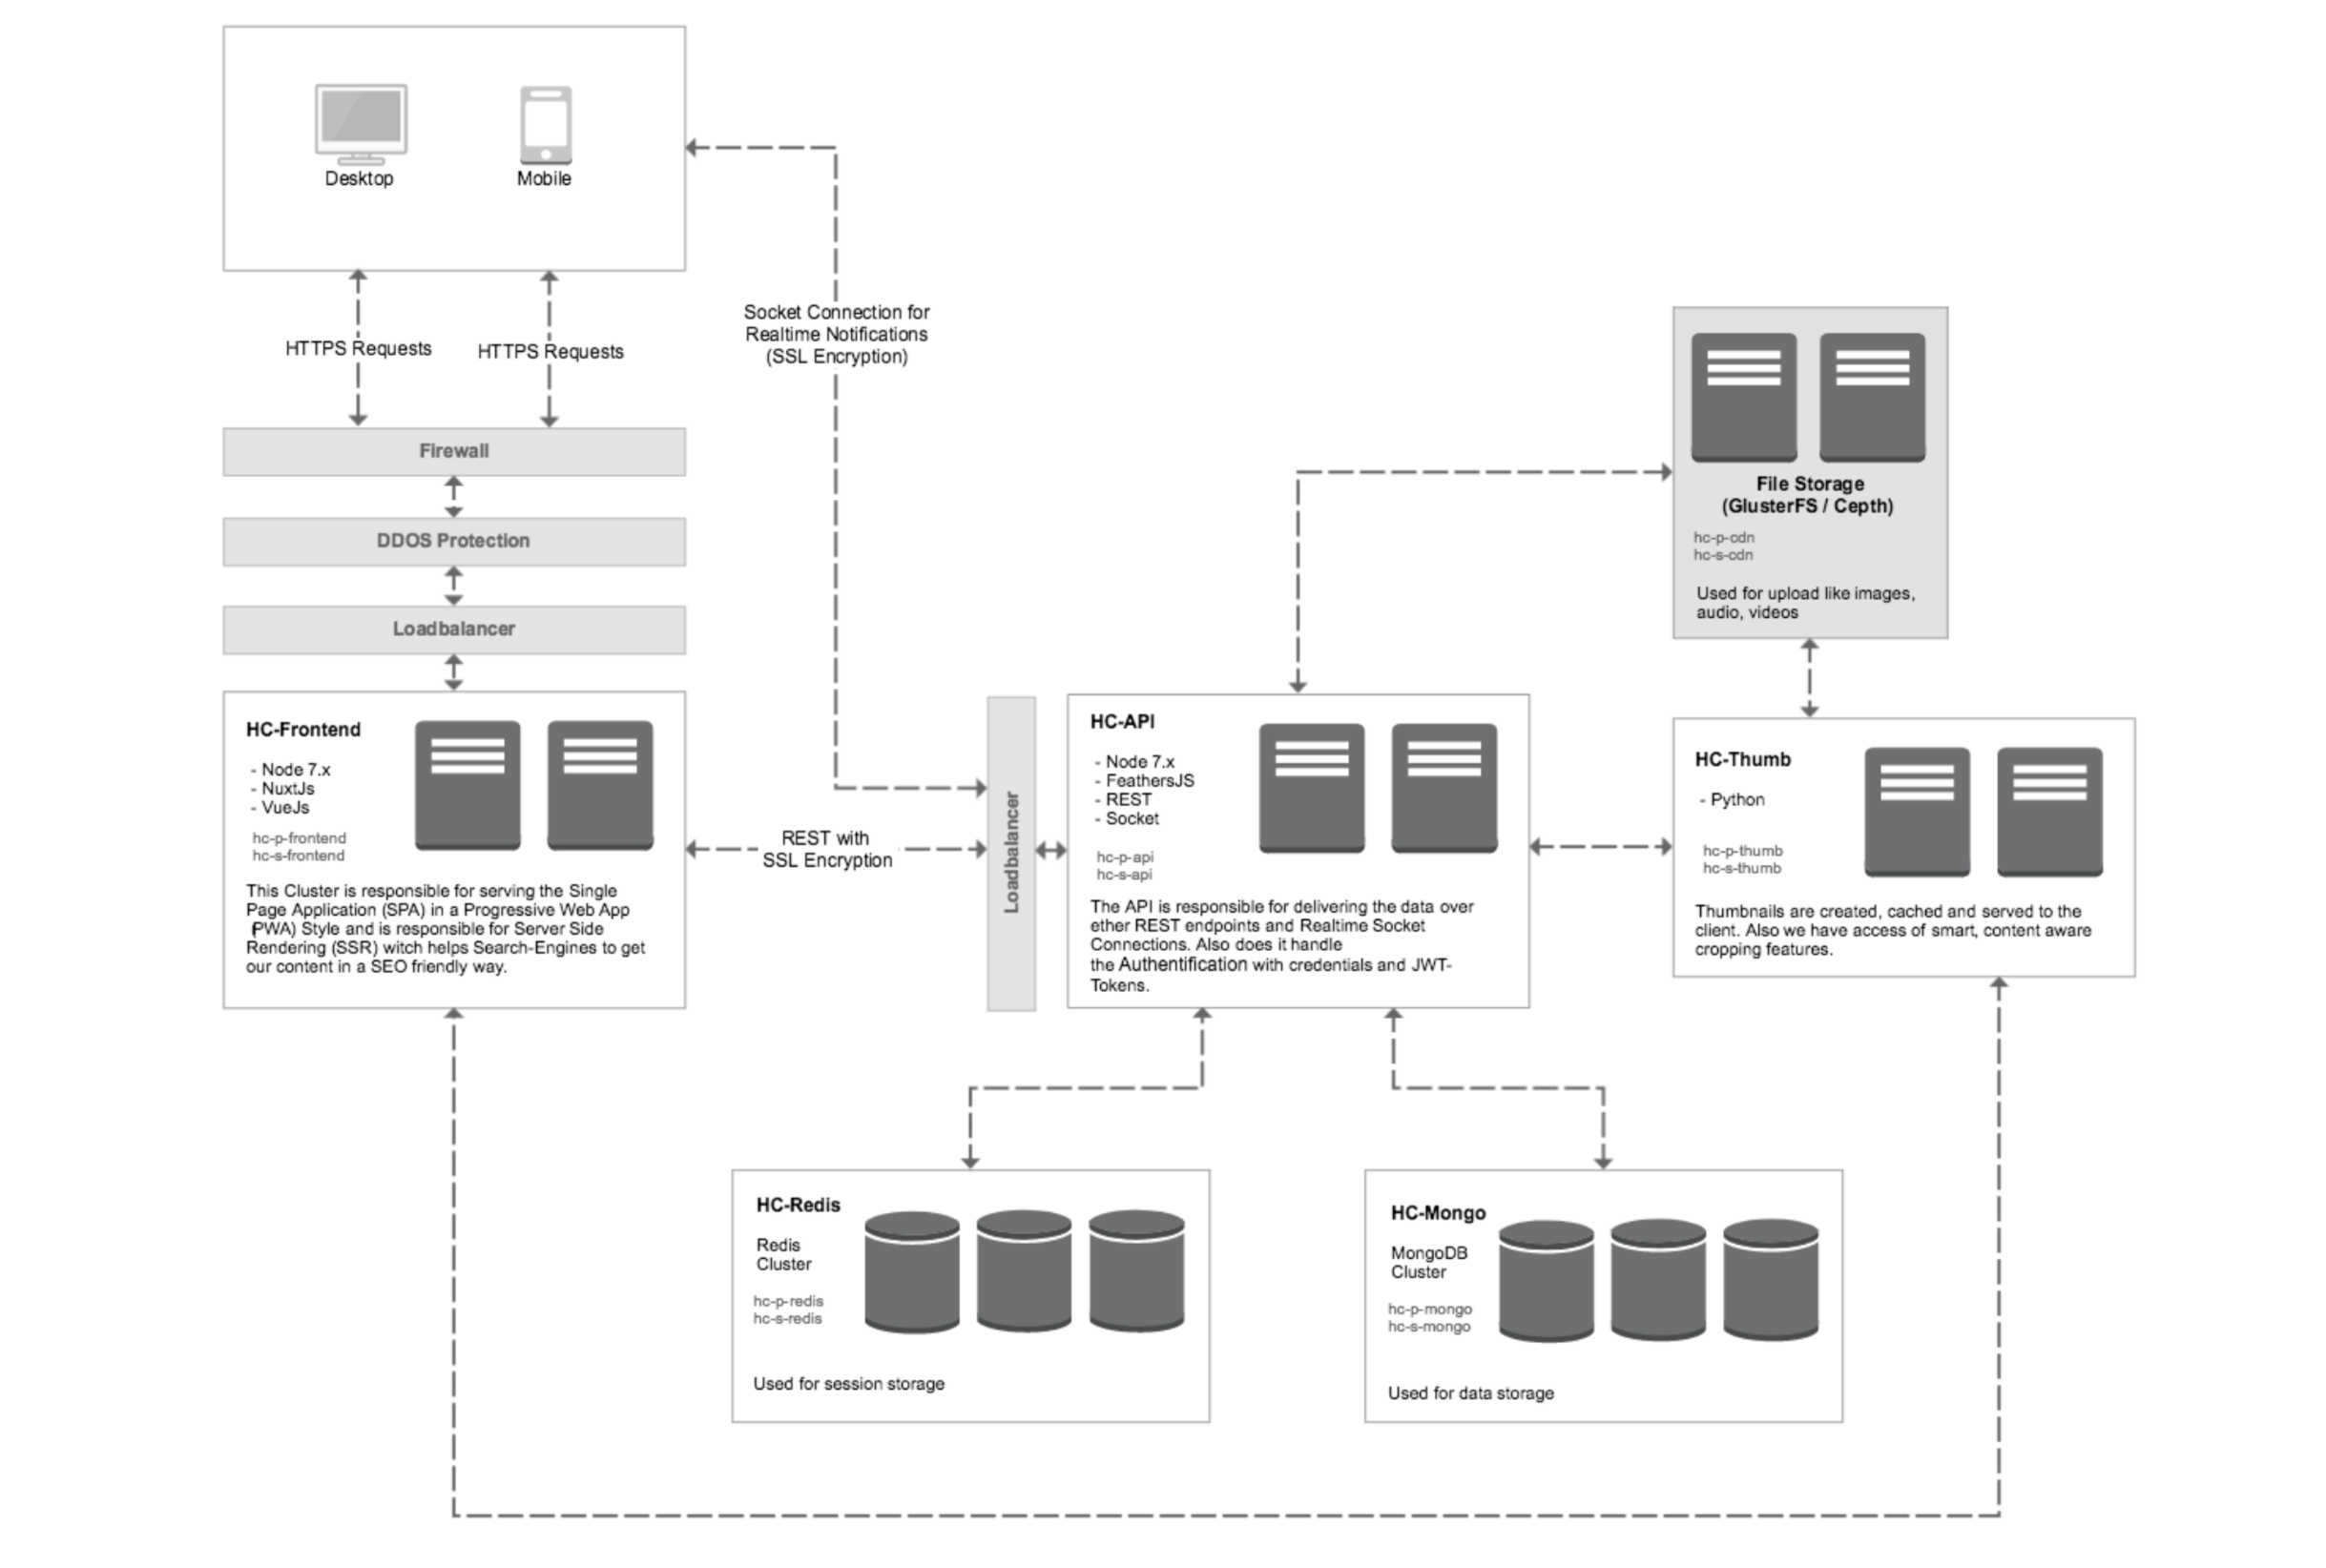 Desktop
Mobile
HTTPS Requests
HTTPS Requests
Socket Connection for
Realtime Notifications
(SSL Encryption)
Firewall
DDOS Protection
Loadbalancer
HC-Frontend
- Node 7.x
- NuxtJs
- VueJs
hc-p-frontend
hc-s-frontend
This Cluster is responsible for serving the Single
Page Application (SPA) in a Progressive Web App
(PWA) Style and is responsible for Server Side
Rendering (SSR) witch helps Search-Engines to get
our content in a SEO friendly way.
REST with
SSL Encryption
Loadbalancer
HC-API
- Node 7.x
- FeathersJS
- REST
- Socket
hc-p-api
hc-s-api
The API is responsible for delivering the data over
ether REST endpoints and Realtime Socket
Connections. Also does it handle
the Authentification with credentials and JWT-
Tokens.
File Storage
(GlusterFS / Cepth)
hc-p-cdn
hc-s-cdn
Used for upload like images,
audio, videos
HC-Thumb
- Python
hc-p-thumb
hc-s-thumb
Thumbnails are created, cached and served to the
client. Also we have access of smart, content aware
cropping features.
HC-Redis
Redis
Cluster
hc-p-redis
hc-s-redis
Used for session storage
HC-Mongo
MongoDB
Cluster
hc-p-mongo
hc-s-mongo
Used for data storage